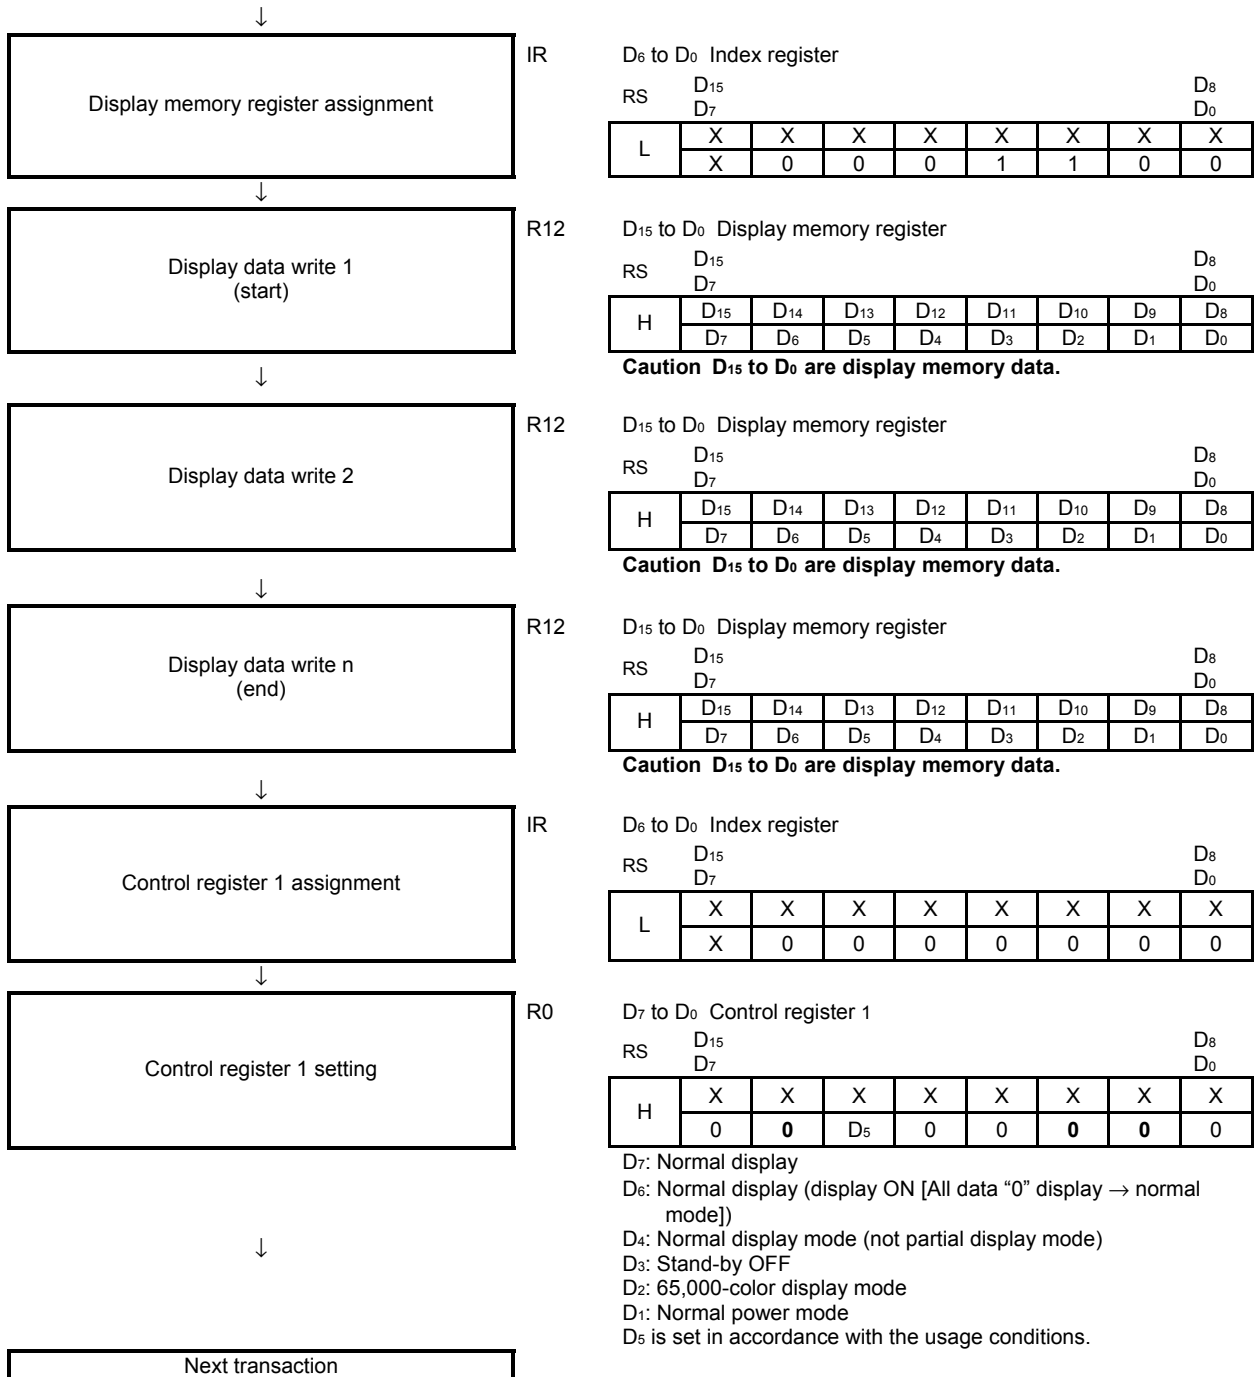 ↓
IR D6 to D0 Index register
Display memory register assignment
RS D15 D8
D7 D0
L X X X X X X X X
X 0 0 0 1 1 0 0
↓
R12 D15 to D0 Display memory register
Display data write 1
(start)
RS D15 D8
D7 D0
H D15 D14 D13 D12 D11 D10 D9 D8
D7 D6 D5 D4 D3 D2 D1 D0
Caution D15 to D0 are display memory data.
↓
R12 D15 to D0 Display memory register
Display data write 2
RS D15 D8
D7 D0
H D15 D14 D13 D12 D11 D10 D9 D8
D7 D6 D5 D4 D3 D2 D1 D0
Caution D15 to D0 are display memory data.
↓
R12 D15 to D0 Display memory register
Display data write n
(end)
RS D15 D8
D7 D0
H D15 D14 D13 D12 D11 D10 D9 D8
D7 D6 D5 D4 D3 D2 D1 D0
Caution D15 to D0 are display memory data.
↓
IR D6 to D0 Index register
Control register 1 assignment
RS D15 D8
D7 D0
L X X X X X X X X
X 0 0 0 0 0 0 0
↓
R0 D7 to D0 Control register 1
Control register 1 setting
RS D15 D8
D7 D0
H X X X X X X X X
0 0 D5 0 0 0 0 0
D7: Normal display
D6: Normal display (display ON [All data “0” display → normal
mode])
D4: Normal display mode (not partial display mode)
D3: Stand-by OFF
D2: 65,000-color display mode
D1: Normal power mode
D5 is set in accordance with the usage conditions.
↓
Next transaction